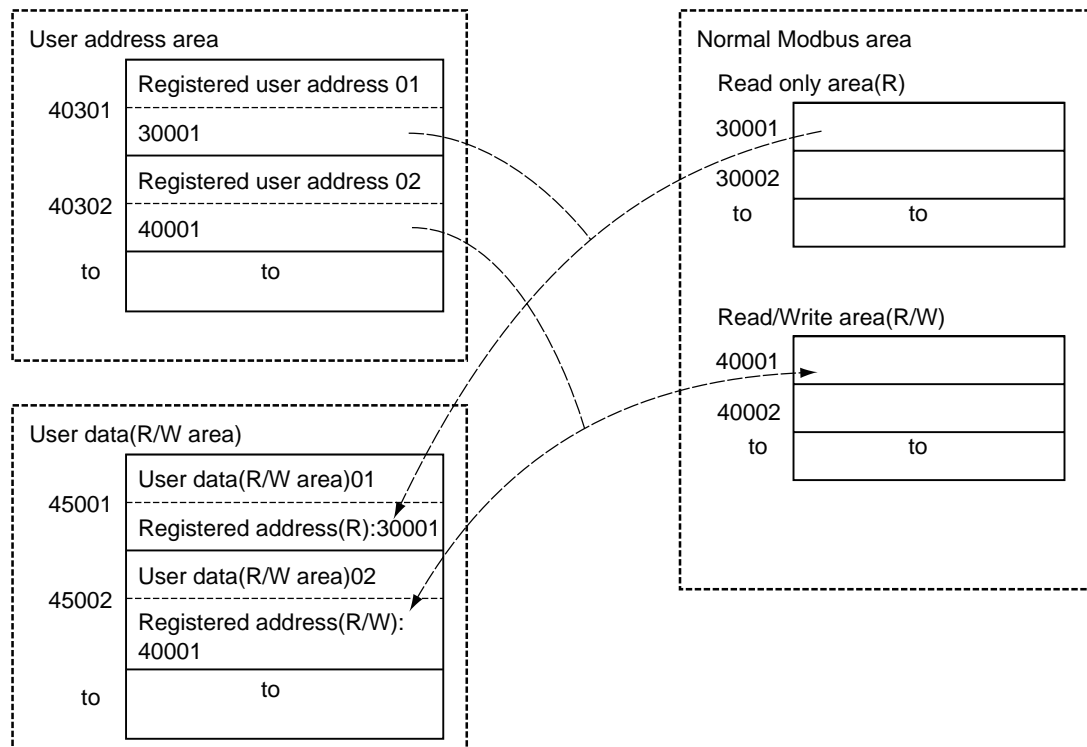 User address area
40301
Registered user address 01
30001
40302
Registered user address 02
40001
to
to
User data(R/W area)
45001
User data(R/W area)01
Registered address(R):30001
45002
User data(R/W area)02
Registered address(R/W):
40001
to
to
Normal Modbus area
Read only area(R)
30001
30002
to
to
Read/Write area(R/W)
40001
40002
to
to